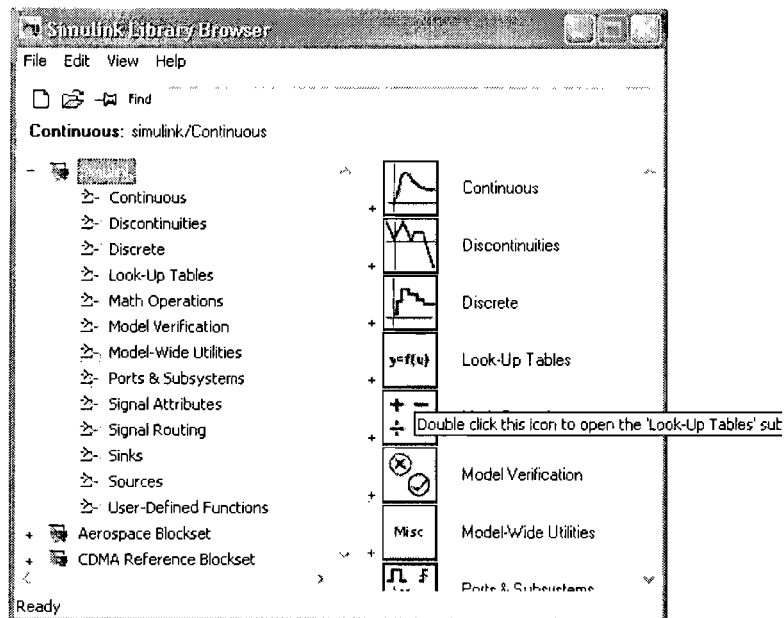 Simulink Library Browser
File Edit View Help
Find
Continuous: simulink/Continuous
Continuous
Discontinuities
Discrete
Look-Up Tables
Math Operations
Model Verification
Model-Wide Utilities
Ports & Subsystems
Signal Attributes
Signal Routing
Sinks
Sources
User-Defined Functions
Aerospace Blockset
CDMA Reference Blockset
Continuous
Discontinuities
Discrete
y=f(u) Look-Up Tables
Double click this icon to open the 'Look-Up Tables' sub
Model Verification
Misc Model-Wide Utilities
Ports & Subsystems
Ready